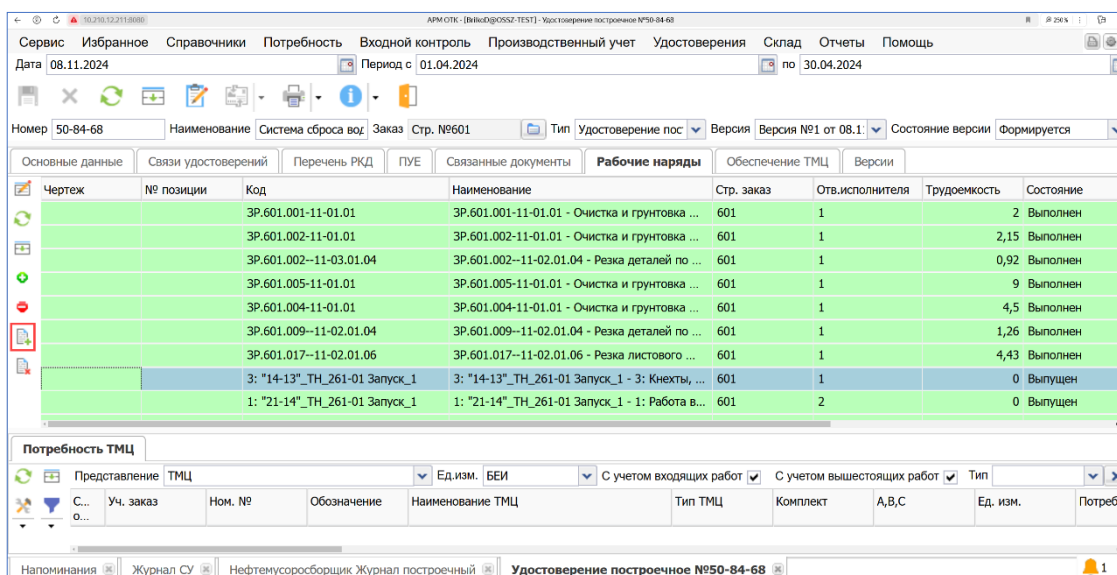 10.210.12.211:8080 АРМ ОТК - [BrilkoD@OSSZ-TEST] - Удостоверение построечное №50-84-68 250 %
Сервис Избранное Справочники Потребность Входной контроль Производственный учет Удостоверения Склад Отчеты Помощь
Дата 08.11.2024 Период с 01.04.2024 по 30.04.2024
Номер 50-84-68 Наименование Система сброса вод Заказ Стр. №601 Тип Удостоверение пос Версия Версия №1 от 08.1 Состояние версии Формируется
Основные данные Связи удостоверений Перечень РКД ПУЕ Связанные документы Рабочие наряды Обеспечение ТМЦ Версии
Чертеж № позиции Код Наименование Стр. заказ Отв.исполнителя Трудоемкость Состояние
ЗР.601.001-11-01.01 ЗР.601.001-11-01.01 - Очистка и грунтовка ... 601 1 2 Выполнен
ЗР.601.002-11-01.01 ЗР.601.002-11-01.01 - Очистка и грунтовка ... 601 1 2,15 Выполнен
ЗР.601.002--11-03.01.04 ЗР.601.002--11-02.01.04 - Резка деталей по ... 601 1 0,92 Выполнен
ЗР.601.005-11-01.01 ЗР.601.005-11-01.01 - Очистка и грунтовка ... 601 1 9 Выполнен
ЗР.601.004-11-01.01 ЗР.601.004-11-01.01 - Очистка и грунтовка ... 601 1 4,5 Выполнен
ЗР.601.009--11-02.01.04 ЗР.601.009--11-02.01.04 - Резка деталей по ... 601 1 1,26 Выполнен
ЗР.601.017--11-02.01.06 ЗР.601.017--11-02.01.06 - Резка листового ... 601 1 4,43 Выполнен
3: "14-13"_ТН_261-01 Запуск_1 3: "14-13"_ТН_261-01 Запуск_1 - 3: Кнехты, ... 601 1 0 Выпущен
1: "21-14"_ТН_261-01 Запуск_1 1: "21-14"_ТН_261-01 Запуск_1 - 1: Работа в... 601 2 0 Выпущен
Потребность ТМЦ
Представление ТМЦ Ед.изм. БЕИ С учетом входящих работ С учетом вышестоящих работ Тип
С... Уч. заказ Ном. № Обозначение Наименование ТМЦ Тип ТМЦ Комплект А,В,С Ед. изм. Потреб
о...
Напоминания Журнал СУ Нефтемусоросборщик Журнал построечный Удостоверение построечное №50-84-68 1